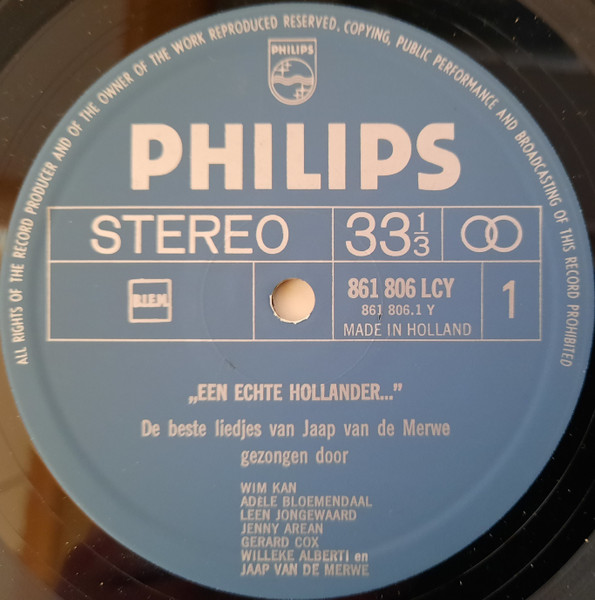 ALL RIGHTS OF THE RECORD PRODUCER AND OF THE OWNER OF THE WORK REPRODUCED RESERVED. COPYING, PUBLIC PERFORMANCE AND BROADCASTING OF THIS RECORD PROHIBITED
PHILIPS
PHILIPS
STEREO 33 1/3
B.I.E.M. 861 806 LCY 1
861 806.1 Y
MADE IN HOLLAND
„EEN ECHTE HOLLANDER..."
De beste liedjes van Jaap van de Merwe
gezongen door
WIM KAN
ADÈLE BLOEMENDAAL
LEEN JONGEWAARD
JENNY AREAN
GERARD COX
WILLEKE ALBERTI en
JAAP VAN DE MERWE